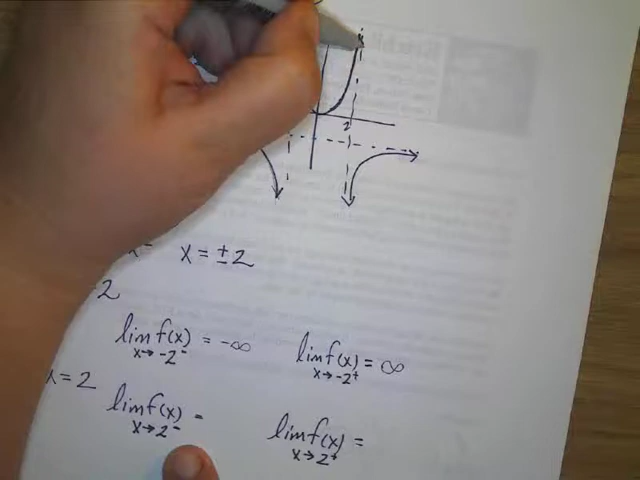 2
x = ± 2
2
lim f(x) = -∞ lim f(x) = ∞
x→-2⁻ x→-2⁺
x = 2 lim f(x) = lim f(x) =
x→2⁻ x→2⁺